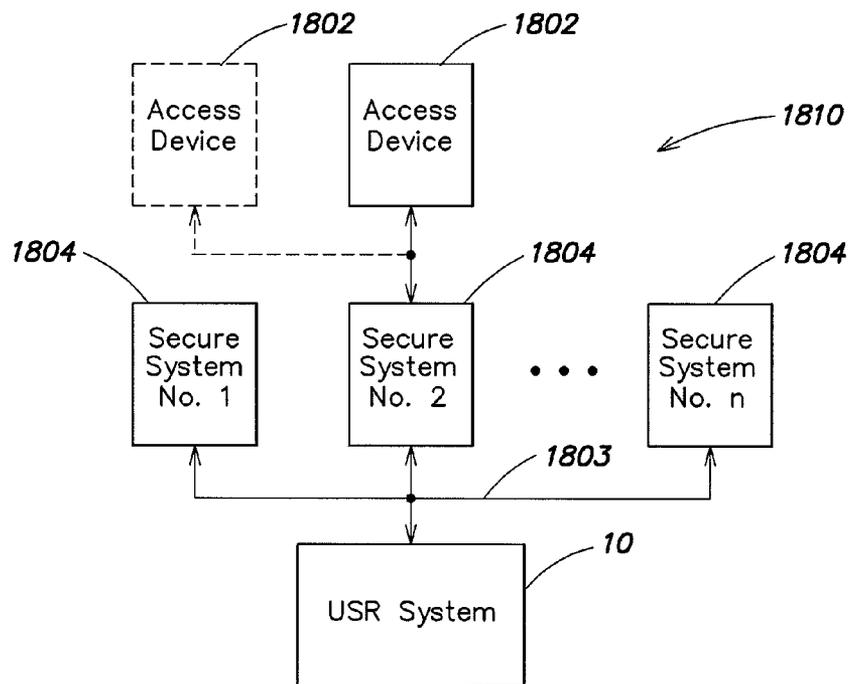 1802
1802
Access
Device
Access
Device
1810
1804
1804
1804
Secure
System
No. 1
Secure
System
No. 2
Secure
System
No. n
1803
10
USR System